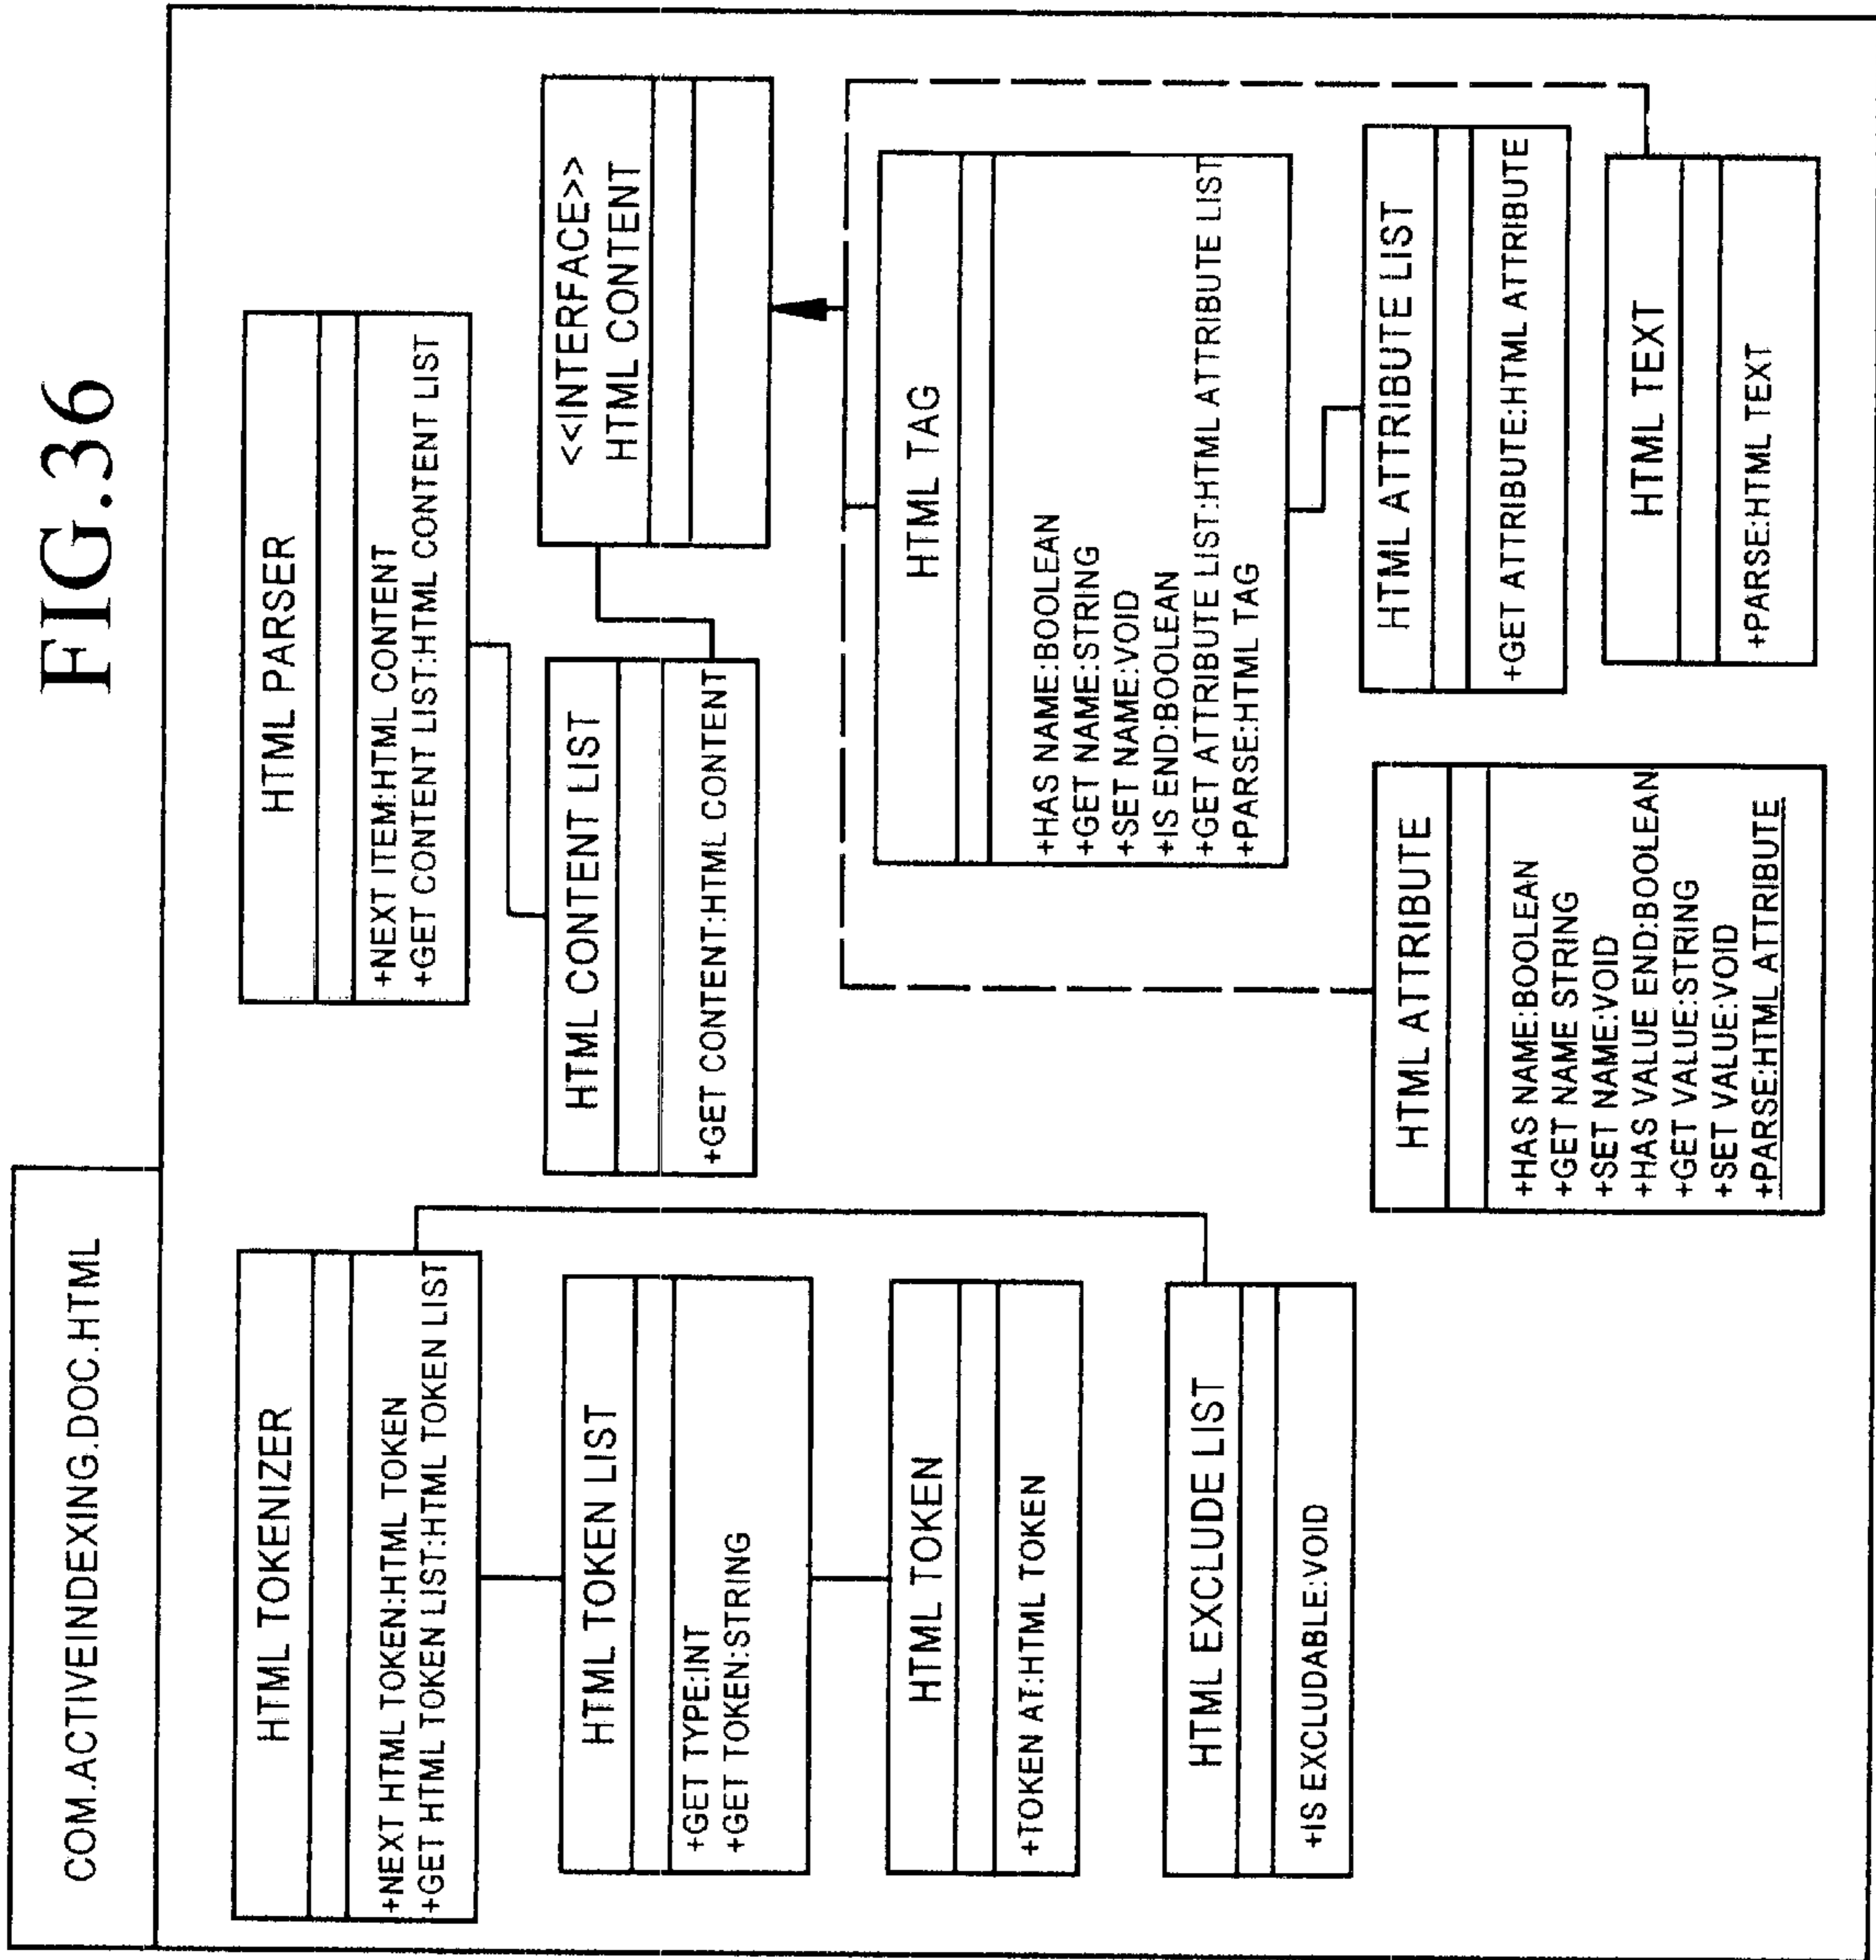 FIG.36
COM.ACTIVEINDEXING.DOC.HTML
HTML TOKENIZER
+NEXT HTML TOKEN:HTML TOKEN
+GET HTML TOKEN LIST:HTML TOKEN LIST
HTML TOKEN LIST
+GET TYPE:INT
+GET TOKEN:STRING
HTML TOKEN
+TOKEN AT:HTML TOKEN
HTML EXCLUDE LIST
+IS EXCLUDABLE:VOID
HTML PARSER
+NEXT ITEM:HTML CONTENT
+GET CONTENT LIST:HTML CONTENT LIST
HTML CONTENT LIST
+GET CONTENT:HTML CONTENT
<<INTERFACE>>
HTML CONTENT
HTML TAG
+HAS NAME:BOOLEAN
+GET NAME:STRING
+SET NAME:VOID
+IS END:BOOLEAN
+GET ATTRIBUTE LIST:HTML ATTRIBUTE LIST
+PARSE:HTML TAG
HTML ATTRIBUTE
+HAS NAME:BOOLEAN
+GET NAME STRING
+SET NAME:VOID
+HAS VALUE END:BOOLEAN
+GET VALUE:STRING
+SET VALUE:VOID
+PARSE:HTML ATTRIBUTE
HTML ATTRIBUTE LIST
+GET ATTRIBUTE:HTML ATTRIBUTE
HTML TEXT
+PARSE:HTML TEXT